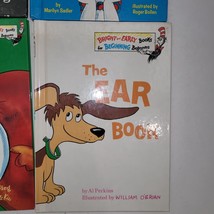 by Marilyn Sadler
Illustrated by
Roger Bollen
BRIGHT and EARLY BOOKS
for BEGINNING Beginners
The
EAR
BOOK
by Al Perkins
Illustrated by WILLIAM O'BRIAN